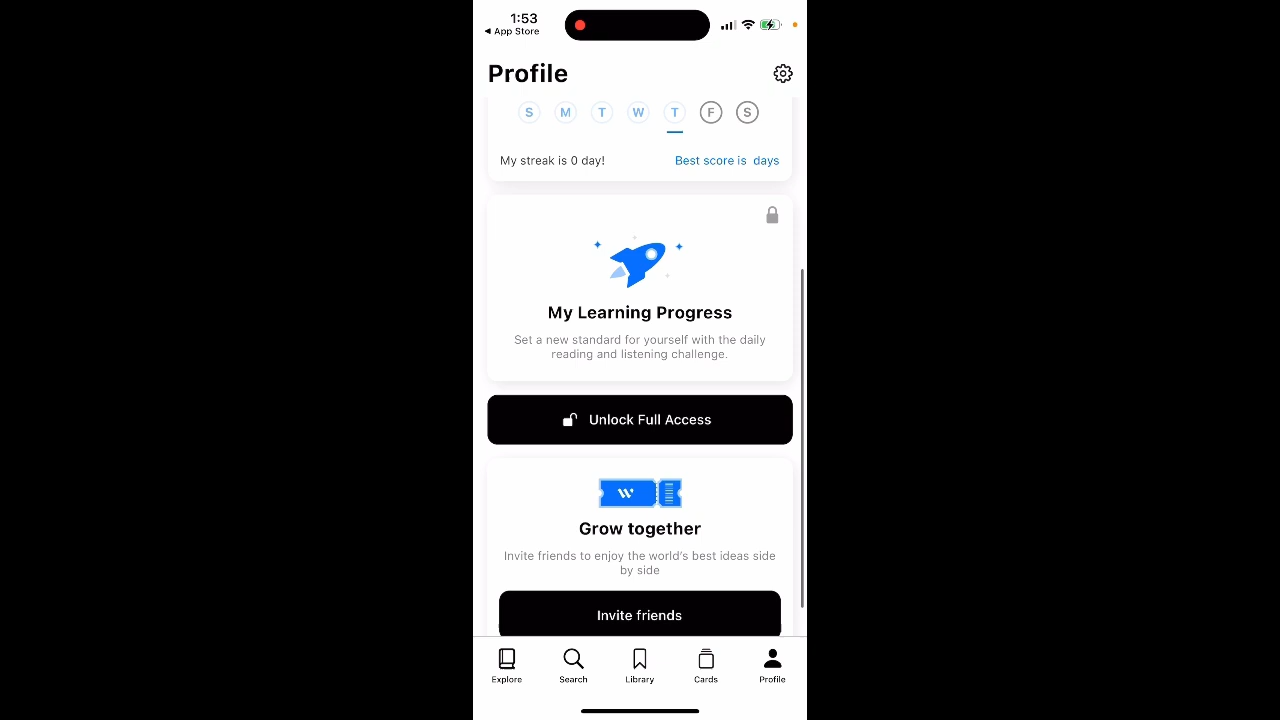 1:53
◀ App Store
Profile
S M T W T F S
My streak is 0 day!
Best score is  days
My Learning Progress
Set a new standard for yourself with the daily
reading and listening challenge.
Unlock Full Access
Grow together
Invite friends to enjoy the world's best ideas side
by side
Invite friends
Explore
Search
Library
Cards
Profile